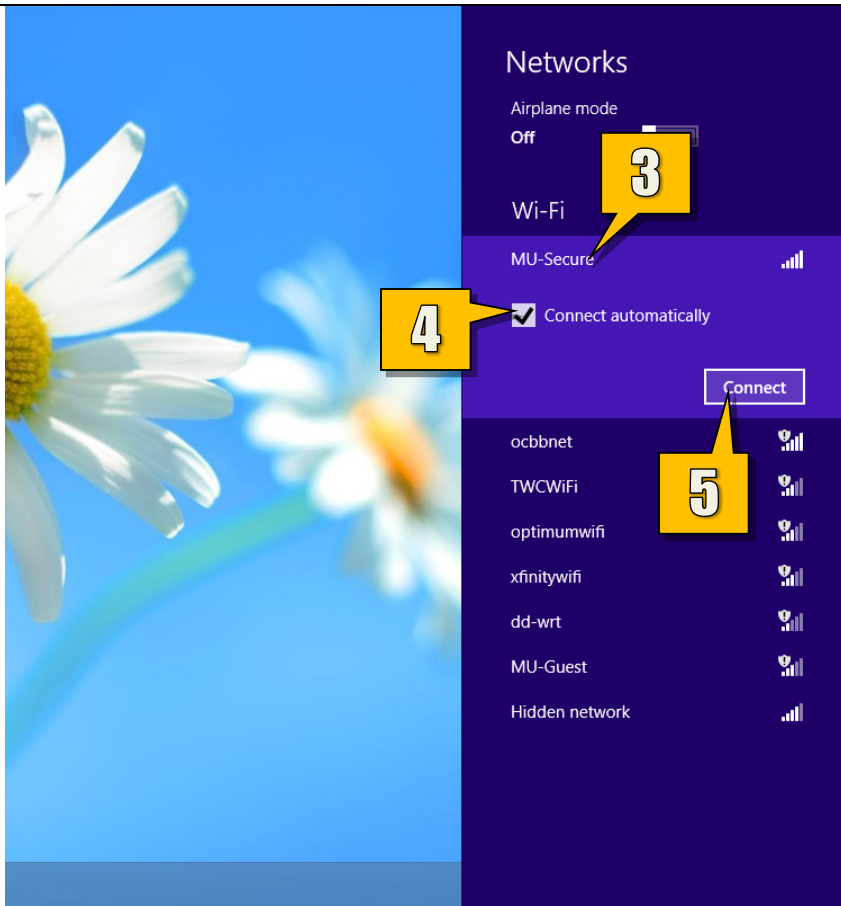 Networks
Airplane mode
Off
3
Wi-Fi
MU-Secure
4
Connect automatically
Connect
ocbbnet
5
TWCWiFi
optimumwifi
xfinitywifi
dd-wrt
MU-Guest
Hidden network